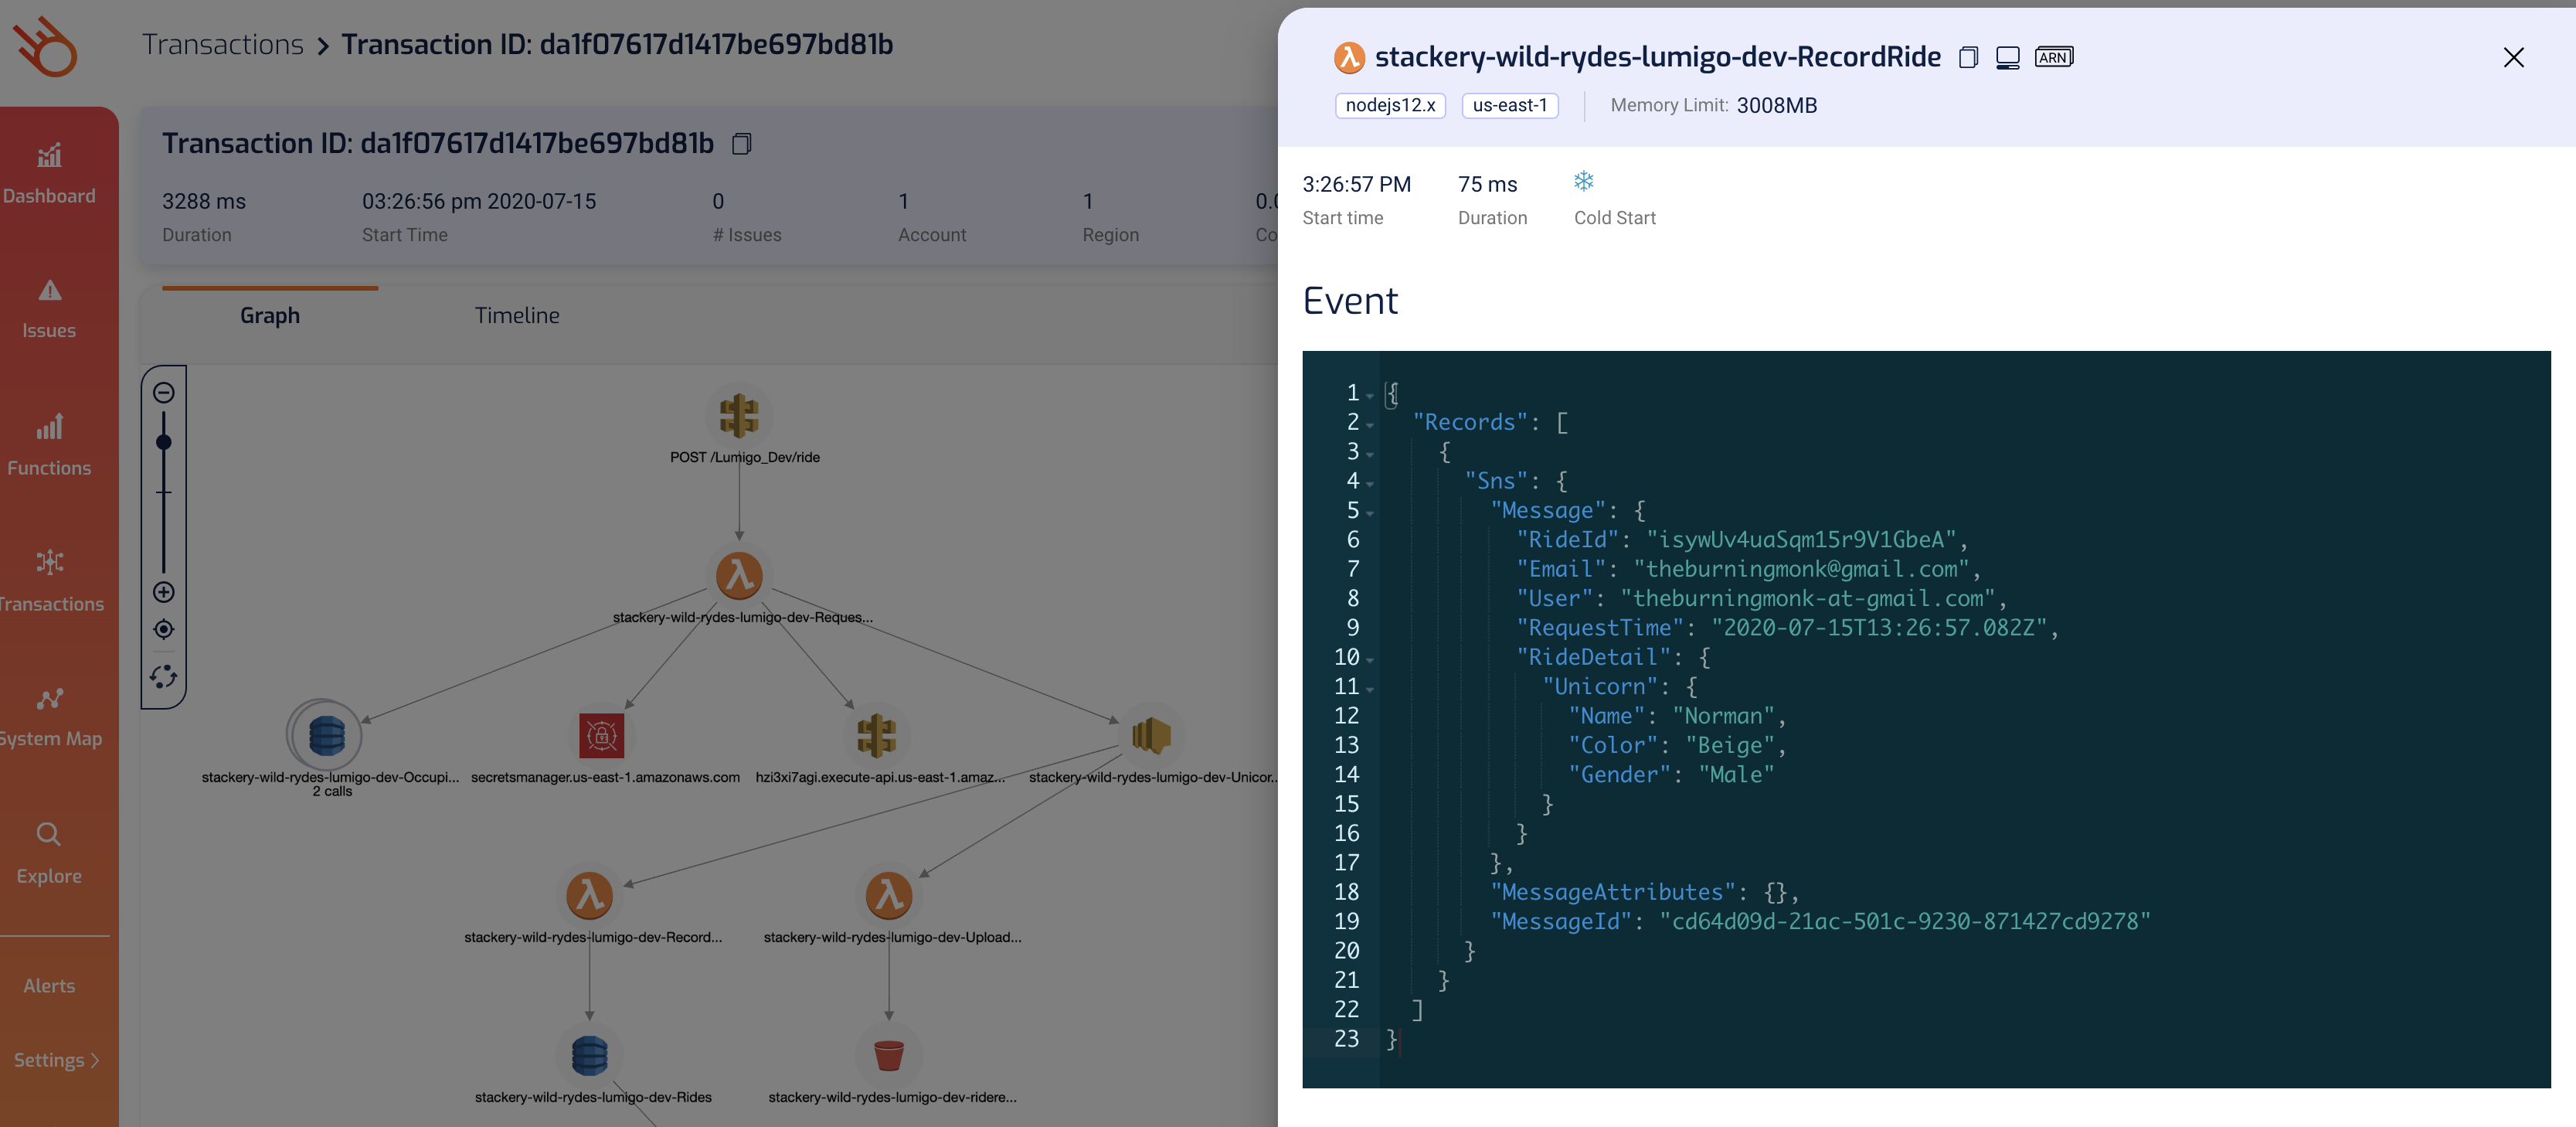 Transactions > Transaction ID: da1f07617d1417be697bd81b
Transaction ID: da1f07617d1417be697bd81b
3288 ms
Duration
03:26:56 pm 2020-07-15
Start Time
0
# Issues
1
Account
1
Region
0.0
Co
Dashboard
Issues
Functions
Transactions
System Map
Explore
Alerts
Settings >
Graph
Timeline
POST /Lumigo_Dev/ride
stackery-wild-rydes-lumigo-dev-Reques...
stackery-wild-rydes-lumigo-dev-Occupi...
2 calls
secretsmanager.us-east-1.amazonaws.com
hzi3xi7agi.execute-api.us-east-1.amaz...
stackery-wild-rydes-lumigo-dev-Unicor...
stackery-wild-rydes-lumigo-dev-Record...
stackery-wild-rydes-lumigo-dev-Upload...
stackery-wild-rydes-lumigo-dev-Rides
stackery-wild-rydes-lumigo-dev-ridere...
stackery-wild-rydes-lumigo-dev-RecordRide ARN
nodejs12.x us-east-1 Memory Limit: 3008MB
3:26:57 PM
Start time
75 ms
Duration
Cold Start
Event
1 {
2 "Records": [
3 {
4 "Sns": {
5 "Message": {
6 "RideId": "isywUv4uaSqm15r9V1GbeA",
7 "Email": "theburningmonk@gmail.com",
8 "User": "theburningmonk-at-gmail.com",
9 "RequestTime": "2020-07-15T13:26:57.082Z",
10 "RideDetail": {
11 "Unicorn": {
12 "Name": "Norman",
13 "Color": "Beige",
14 "Gender": "Male"
15 }
16 }
17 },
18 "MessageAttributes": {},
19 "MessageId": "cd64d09d-21ac-501c-9230-871427cd9278"
20 }
21 }
22 ]
23 }